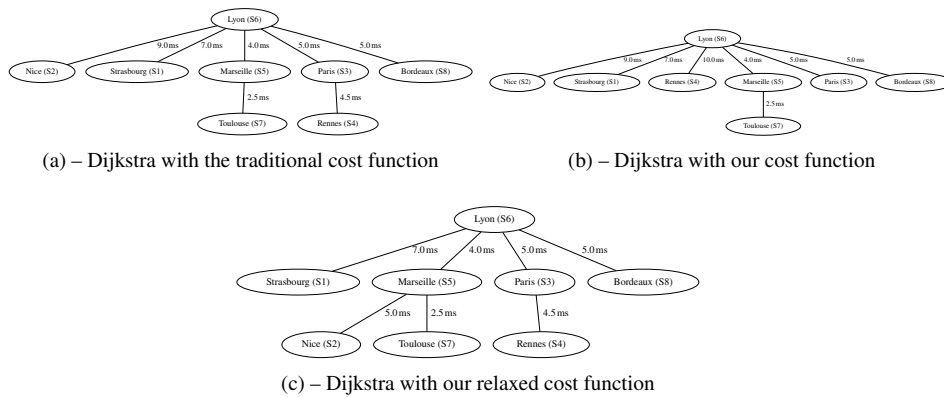 Lyon (S6)
9.0 ms 7.0 ms 4.0 ms 5.0 ms 5.0 ms
Nice (S2) Strasbourg (S1) Marseille (S5) Paris (S3) Bordeaux (S8)
2.5 ms 4.5 ms
Toulouse (S7) Rennes (S4)
(a) – Dijkstra with the traditional cost function
Lyon (S6)
9.0 ms 7.0 ms 10.0 ms 4.0 ms 5.0 ms 5.0 ms
Nice (S2) Strasbourg (S1) Rennes (S4) Marseille (S5) Paris (S3) Bordeaux (S8)
2.5 ms
Toulouse (S7)
(b) – Dijkstra with our cost function
Lyon (S6)
7.0 ms 4.0 ms 5.0 ms 5.0 ms
Strasbourg (S1) Marseille (S5) Paris (S3) Bordeaux (S8)
5.0 ms 2.5 ms 4.5 ms
Nice (S2) Toulouse (S7) Rennes (S4)
(c) – Dijkstra with our relaxed cost function